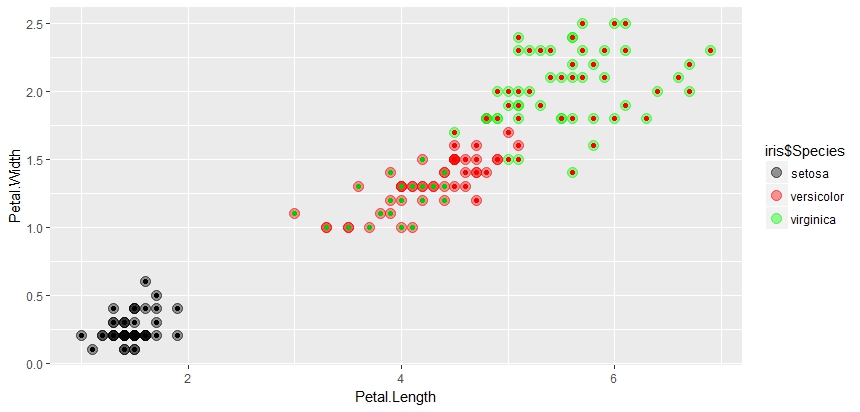 2.5
2.0
1.5
1.0
0.5
0.0
Petal.Width
2 4 6
Petal.Length
iris$Species
setosa
versicolor
virginica